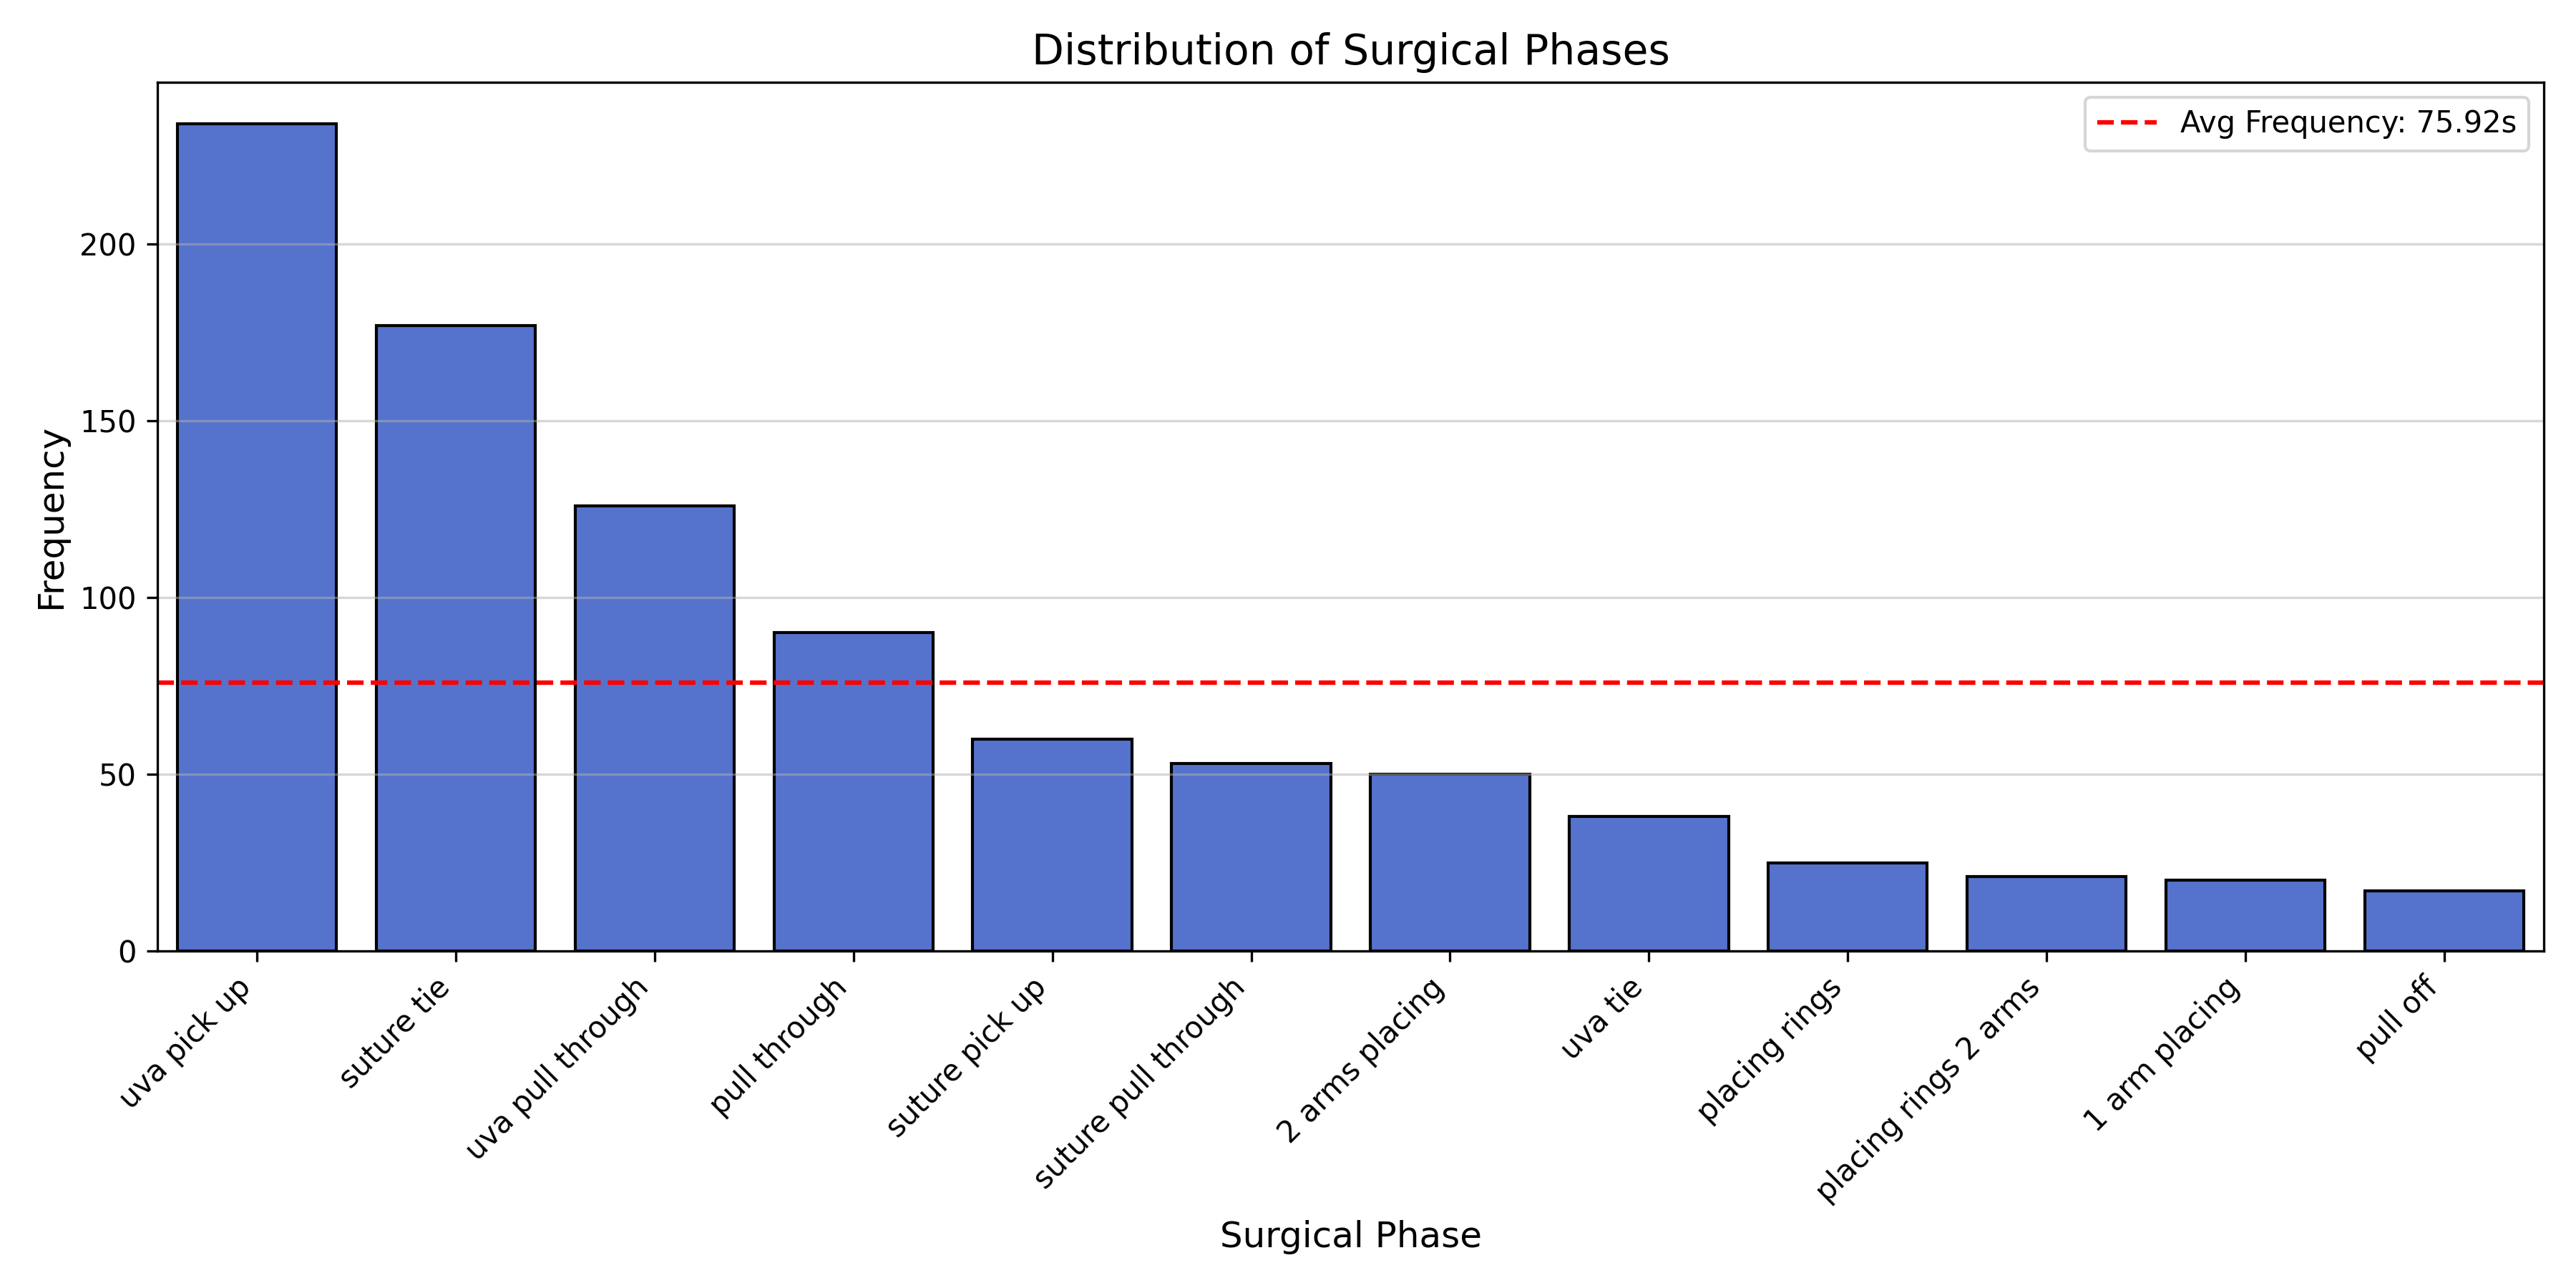 Distribution of Surgical Phases
Avg Frequency: 75.92s
Frequency
200
150
100
50
0
uva pick up
suture tie
uva pull through
pull through
suture pick up
suture pull through
2 arms placing
uva tie
placing rings
placing rings 2 arms
1 arm placing
pull off
Surgical Phase